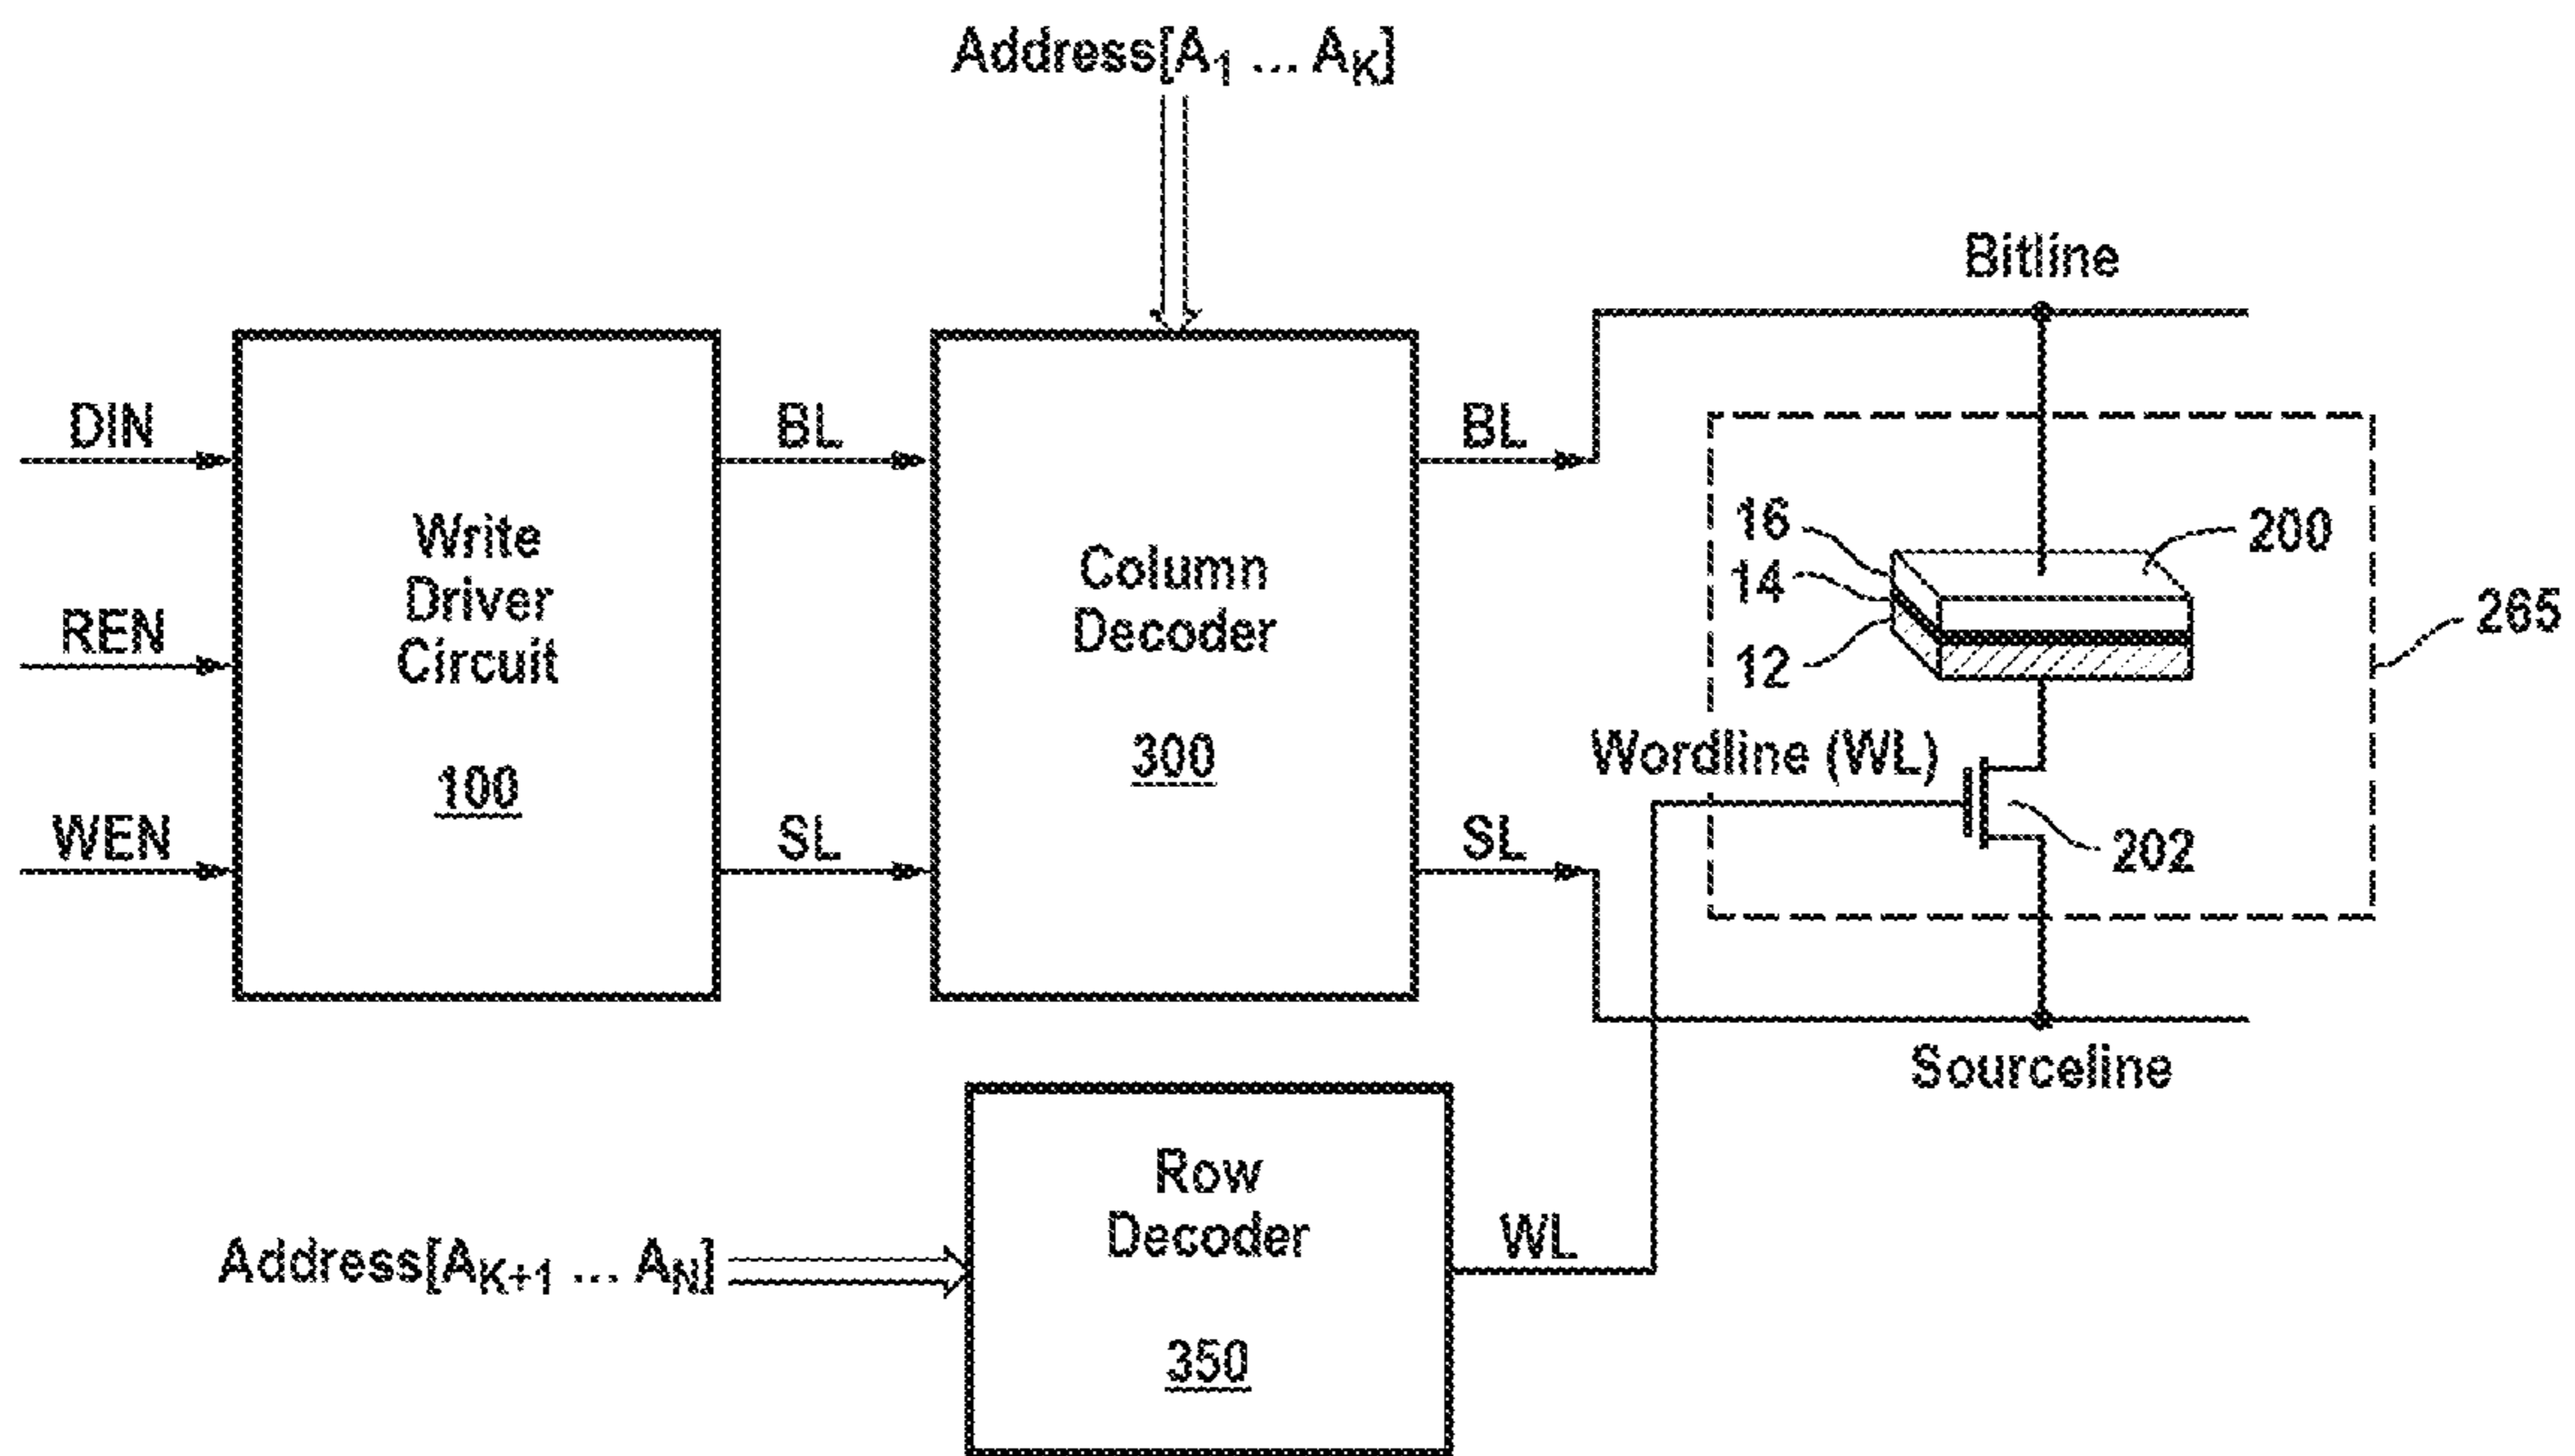 Address[A1 ... AK]
Bitline
DIN
BL
BL
Write
Driver
Circuit
Column
Decoder
16
200
14
265
REN
12
100
300
Wordline (WL)
WEN
SL
SL
202
Sourceline
Row
Decoder
WL
Address[AK+1 ... AN]
350